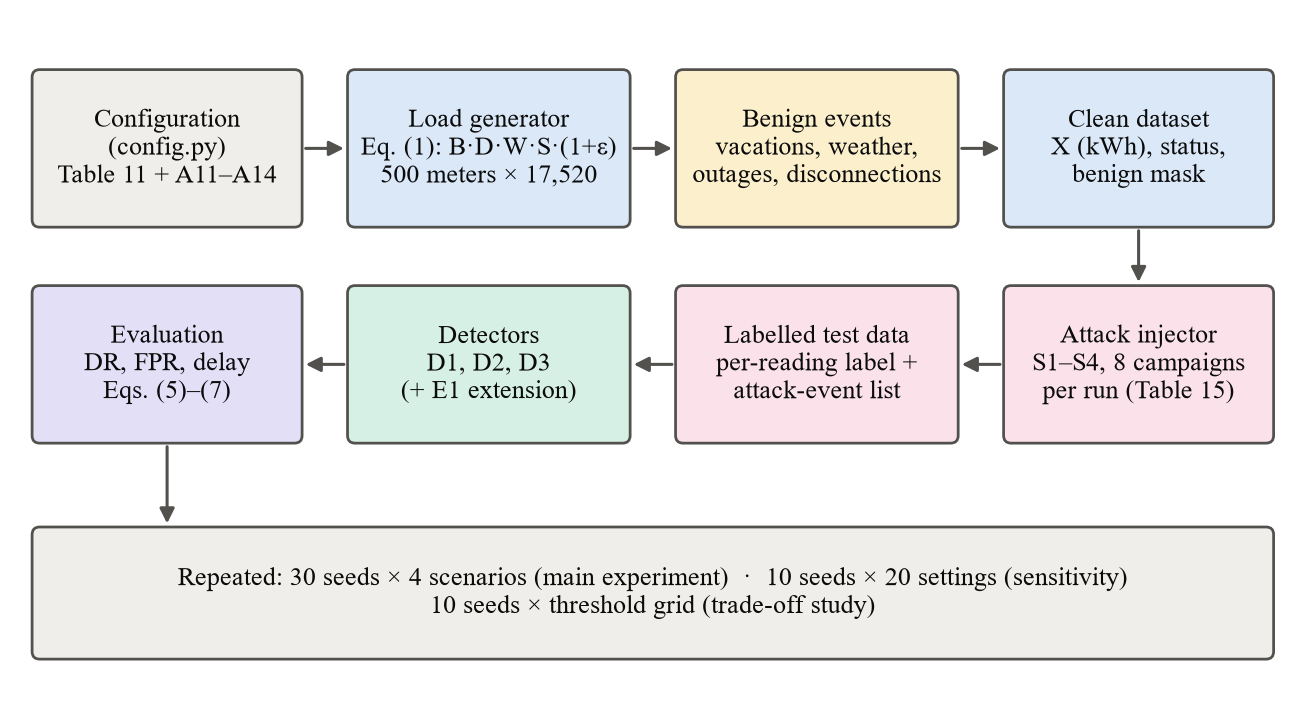 Configuration
(config.py)
Table 11 + A11–A14
Load generator
Eq. (1): B·D·W·S·(1+ε)
500 meters × 17,520
Benign events
vacations, weather,
outages, disconnections
Clean dataset
X (kWh), status,
benign mask
Evaluation
DR, FPR, delay
Eqs. (5)–(7)
Detectors
D1, D2, D3
(+ E1 extension)
Labelled test data
per-reading label +
attack-event list
Attack injector
S1–S4, 8 campaigns
per run (Table 15)
Repeated: 30 seeds × 4 scenarios (main experiment) · 10 seeds × 20 settings (sensitivity)
10 seeds × threshold grid (trade-off study)